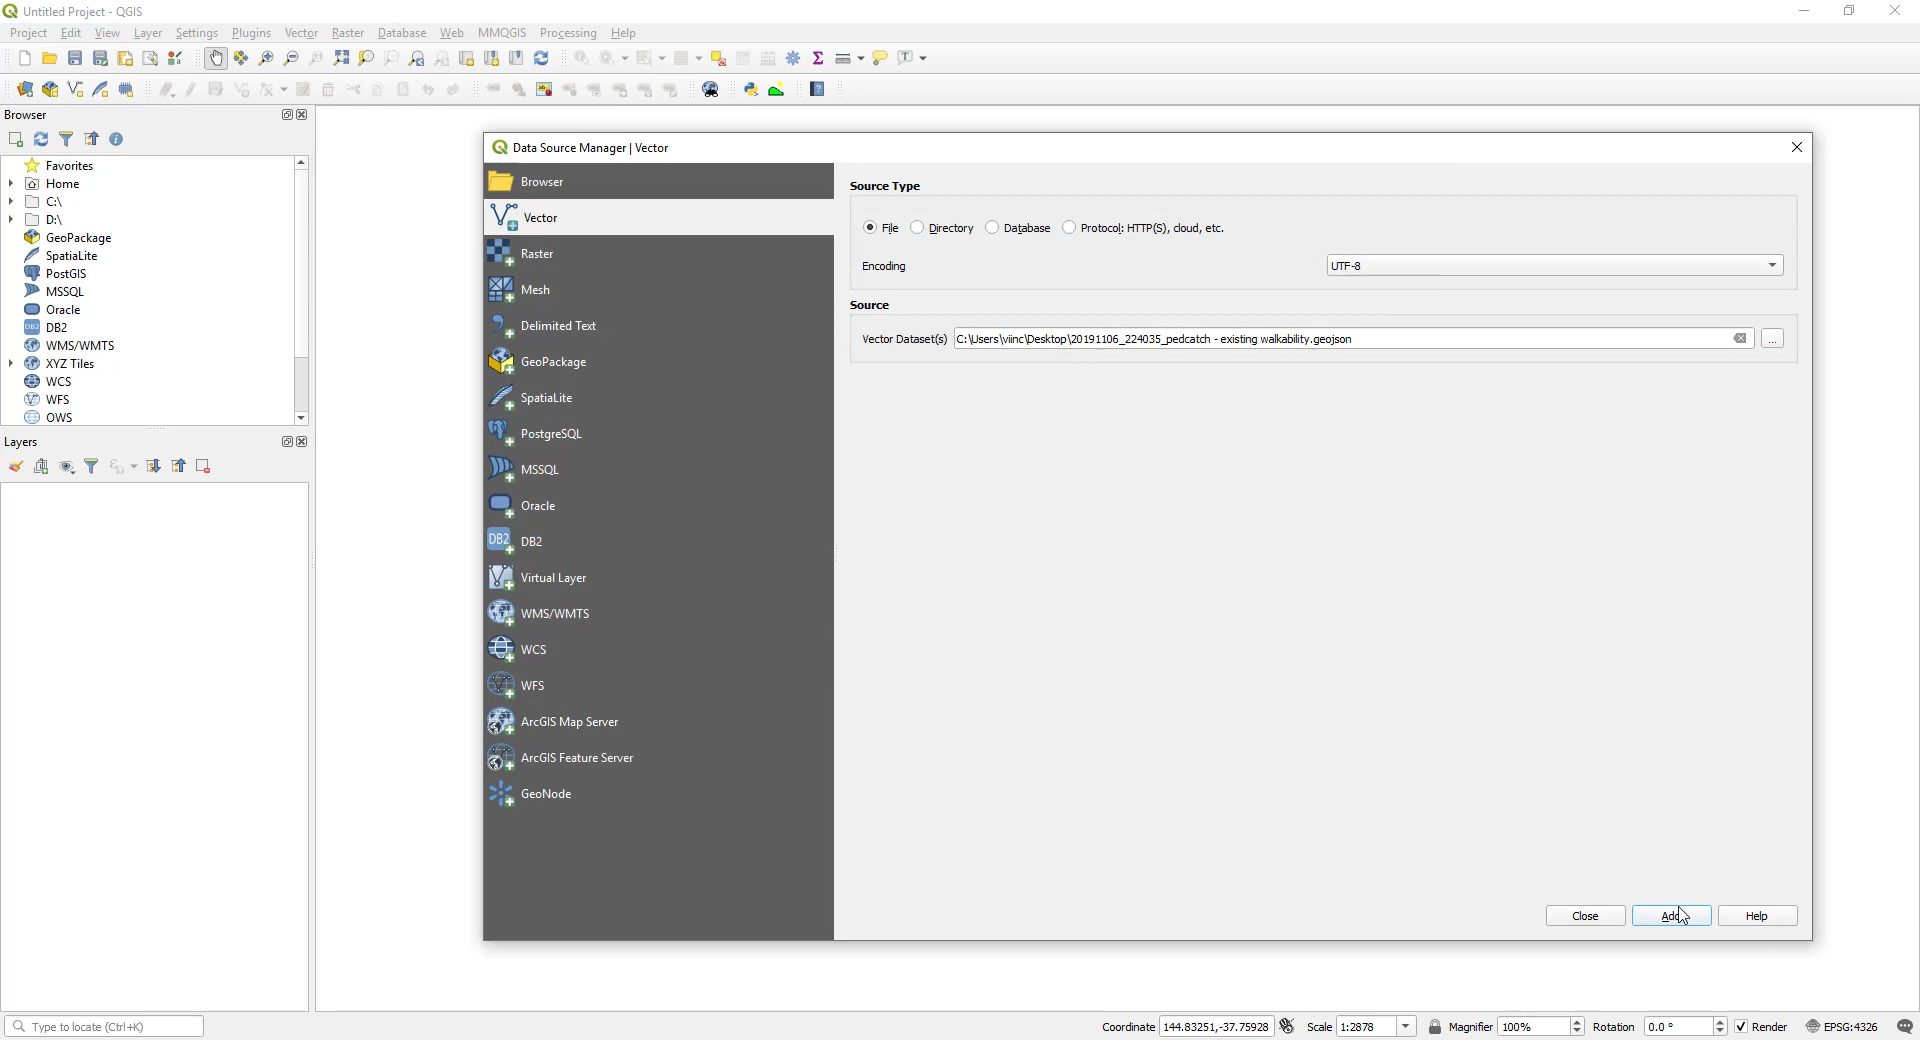 Untitled Project - QGIS
Project Edit View Layer Settings Plugins Vector Raster Database Web MMQGIS Processing Help
Browser
Favorites
Home
C:\
D:\
GeoPackage
SpatiaLite
PostGIS
MSSQL
Oracle
DB2 DB2
WMS/WMTS
XYZ Tiles
WCS
WFS
OWS
Layers
Type to locate (Ctrl+K)
Data Source Manager | Vector
Browser
Vector
Raster
Mesh
Delimited Text
GeoPackage
SpatiaLite
PostgreSQL
MSSQL
Oracle
DB2 DB2
Virtual Layer
WMS/WMTS
WCS
WFS
ArcGIS Map Server
ArcGIS Feature Server
GeoNode
Source Type
File Directory Database Protocol: HTTP(S), cloud, etc.
Encoding UTF-8
Source
Vector Dataset(s) C:\Users\viinc\Desktop\20191106_224035_pedcatch - existing walkability.geojson ...
Close Add Help
Coordinate 144.83251,-37.75928 Scale 1:2878 Magnifier 100% Rotation 0.0 ° Render EPSG:4326